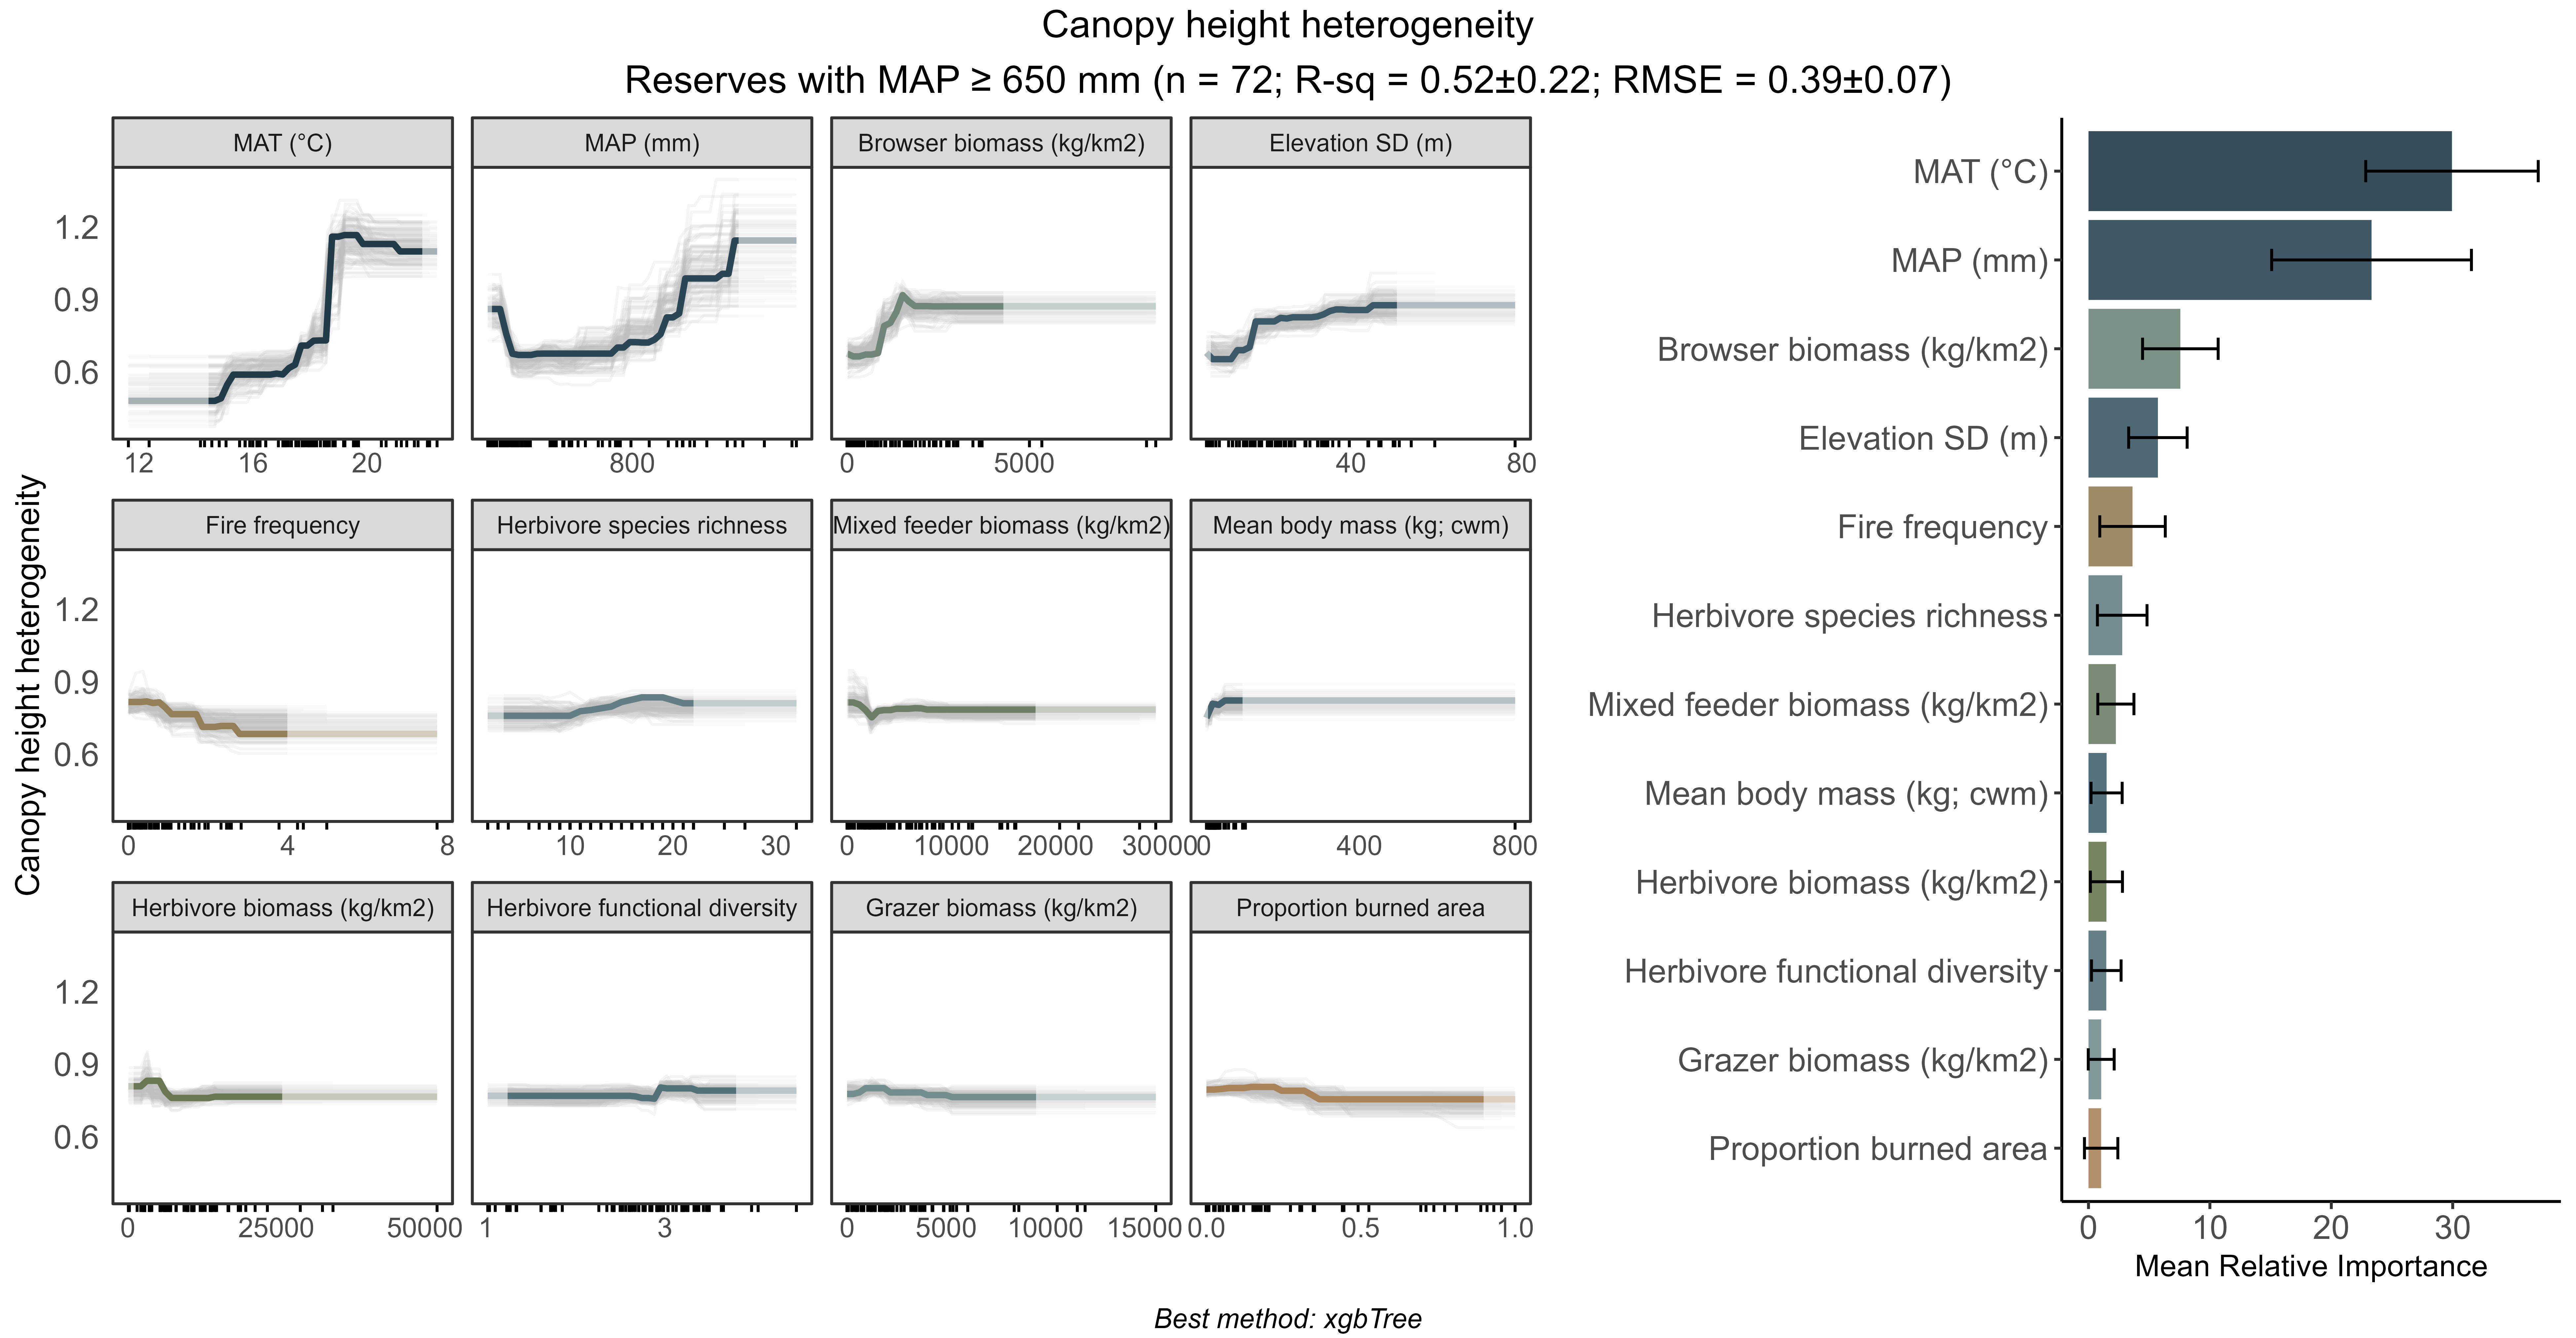 Canopy height heterogeneity
Reserves with MAP ≥ 650 mm (n = 72; R-sq = 0.52±0.22; RMSE = 0.39±0.07)
MAT (°C)
MAP (mm)
Browser biomass (kg/km2)
Elevation SD (m)
1.2
0.9
0.6
12 16 20
800
0 5000
40 80
Canopy height heterogeneity
Fire frequency
Herbivore species richness
Mixed feeder biomass (kg/km2)
Mean body mass (kg; cwm)
1.2
0.9
0.6
0 4 8
10 20 30
0 10000 20000 30000
0 400 800
Herbivore biomass (kg/km2)
Herbivore functional diversity
Grazer biomass (kg/km2)
Proportion burned area
1.2
0.9
0.6
0 25000 50000
1 3
0 5000 10000 15000
0.0 0.5 1.0
MAT (°C)
MAP (mm)
Browser biomass (kg/km2)
Elevation SD (m)
Fire frequency
Herbivore species richness
Mixed feeder biomass (kg/km2)
Mean body mass (kg; cwm)
Herbivore biomass (kg/km2)
Herbivore functional diversity
Grazer biomass (kg/km2)
Proportion burned area
0 10 20 30
Mean Relative Importance
Best method: xgbTree